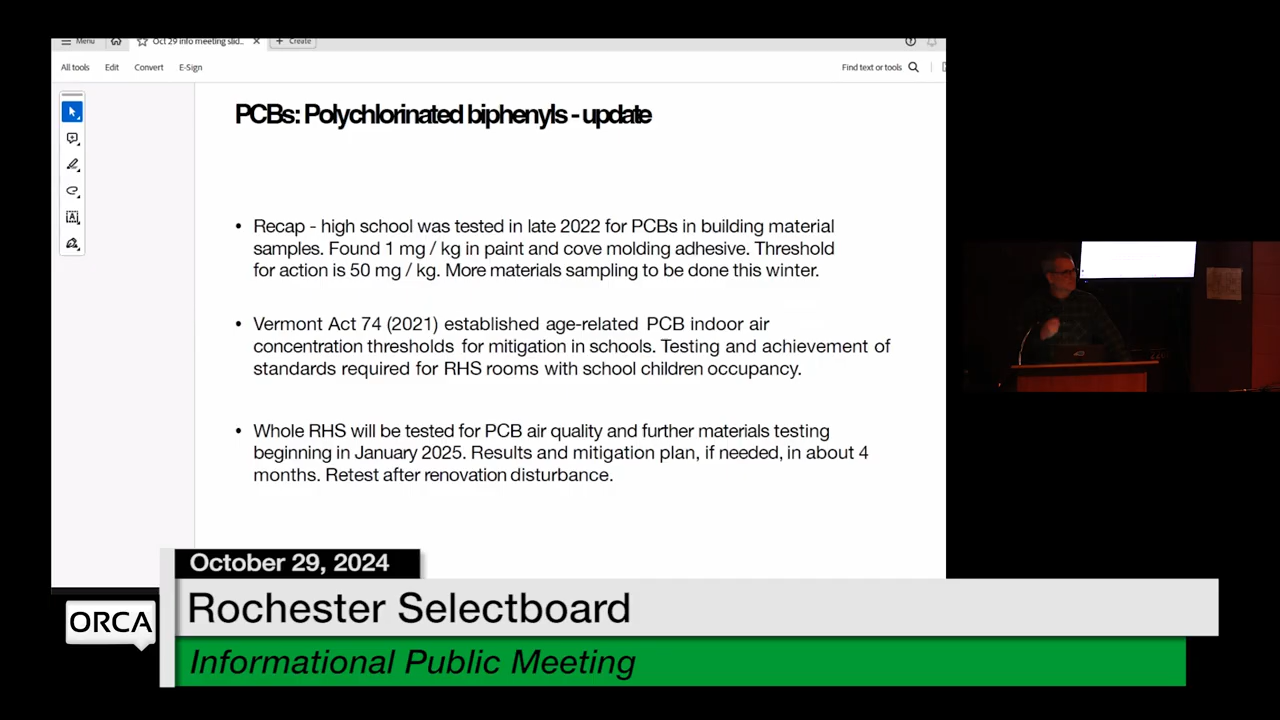 Menu
Oct 29 info meeting slid...
Create
All tools
Edit
Convert
E-Sign
Find text or tools
PCBs: Polychlorinated biphenyls - update
• Recap - high school was tested in late 2022 for PCBs in building material
samples. Found 1 mg / kg in paint and cove molding adhesive. Threshold
for action is 50 mg / kg. More materials sampling to be done this winter.
• Vermont Act 74 (2021) established age-related PCB indoor air
concentration thresholds for mitigation in schools. Testing and achievement of
standards required for RHS rooms with school children occupancy.
• Whole RHS will be tested for PCB air quality and further materials testing
beginning in January 2025. Results and mitigation plan, if needed, in about 4
months. Retest after renovation disturbance.
October 29, 2024
ORCA
Rochester Selectboard
Informational Public Meeting